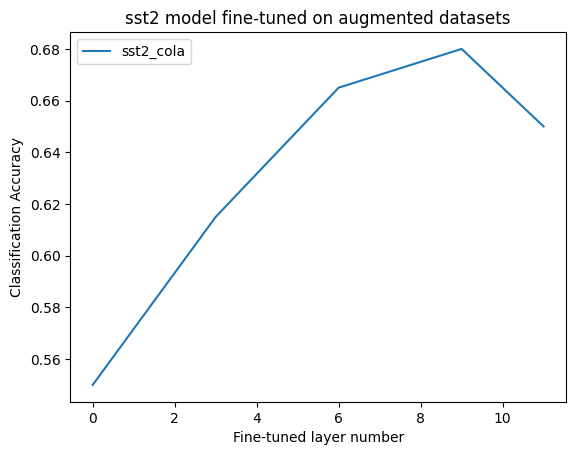 sst2 model fine-tuned on augmented datasets
sst2_cola
Classification Accuracy
0.68
0.66
0.64
0.62
0.60
0.58
0.56
0 2 4 6 8 10
Fine-tuned layer number